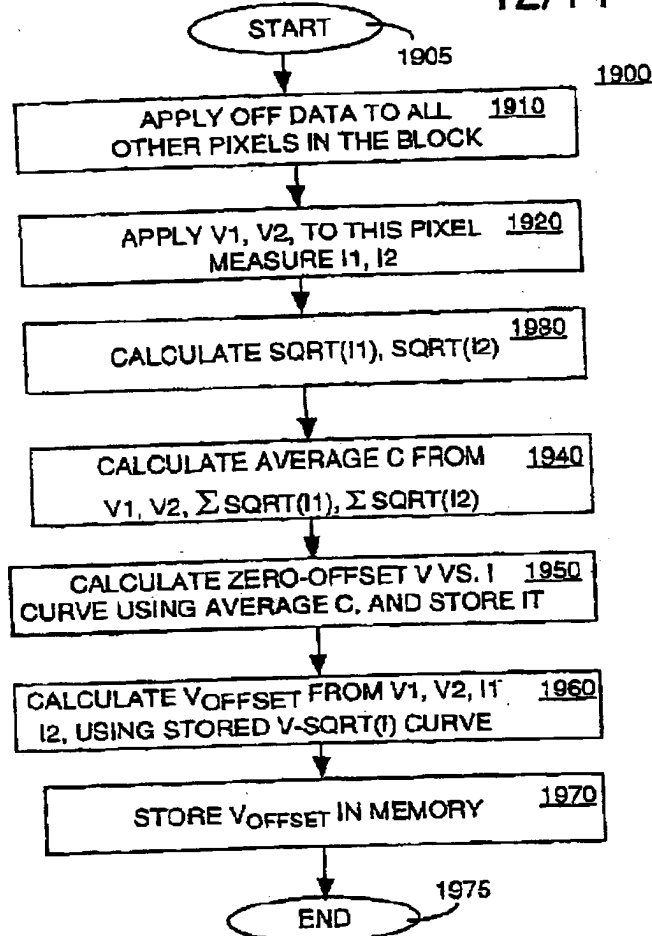 START
1905
1900
APPLY OFF DATA TO ALL 1910
OTHER PIXELS IN THE BLOCK
APPLY V1, V2, TO THIS PIXEL 1920
MEASURE I1, I2
1930
CALCULATE SQRT(I1), SQRT(I2)
CALCULATE AVERAGE C FROM 1940
V1, V2, Σ SQRT(I1), Σ SQRT(I2)
CALCULATE ZERO-OFFSET V VS. I 1950
CURVE USING AVERAGE C, AND STORE IT
CALCULATE VOFFSET FROM V1, V2, I1 1960
I2, USING STORED V-SQRT(I) CURVE
STORE VOFFSET IN MEMORY 1970
1975
END